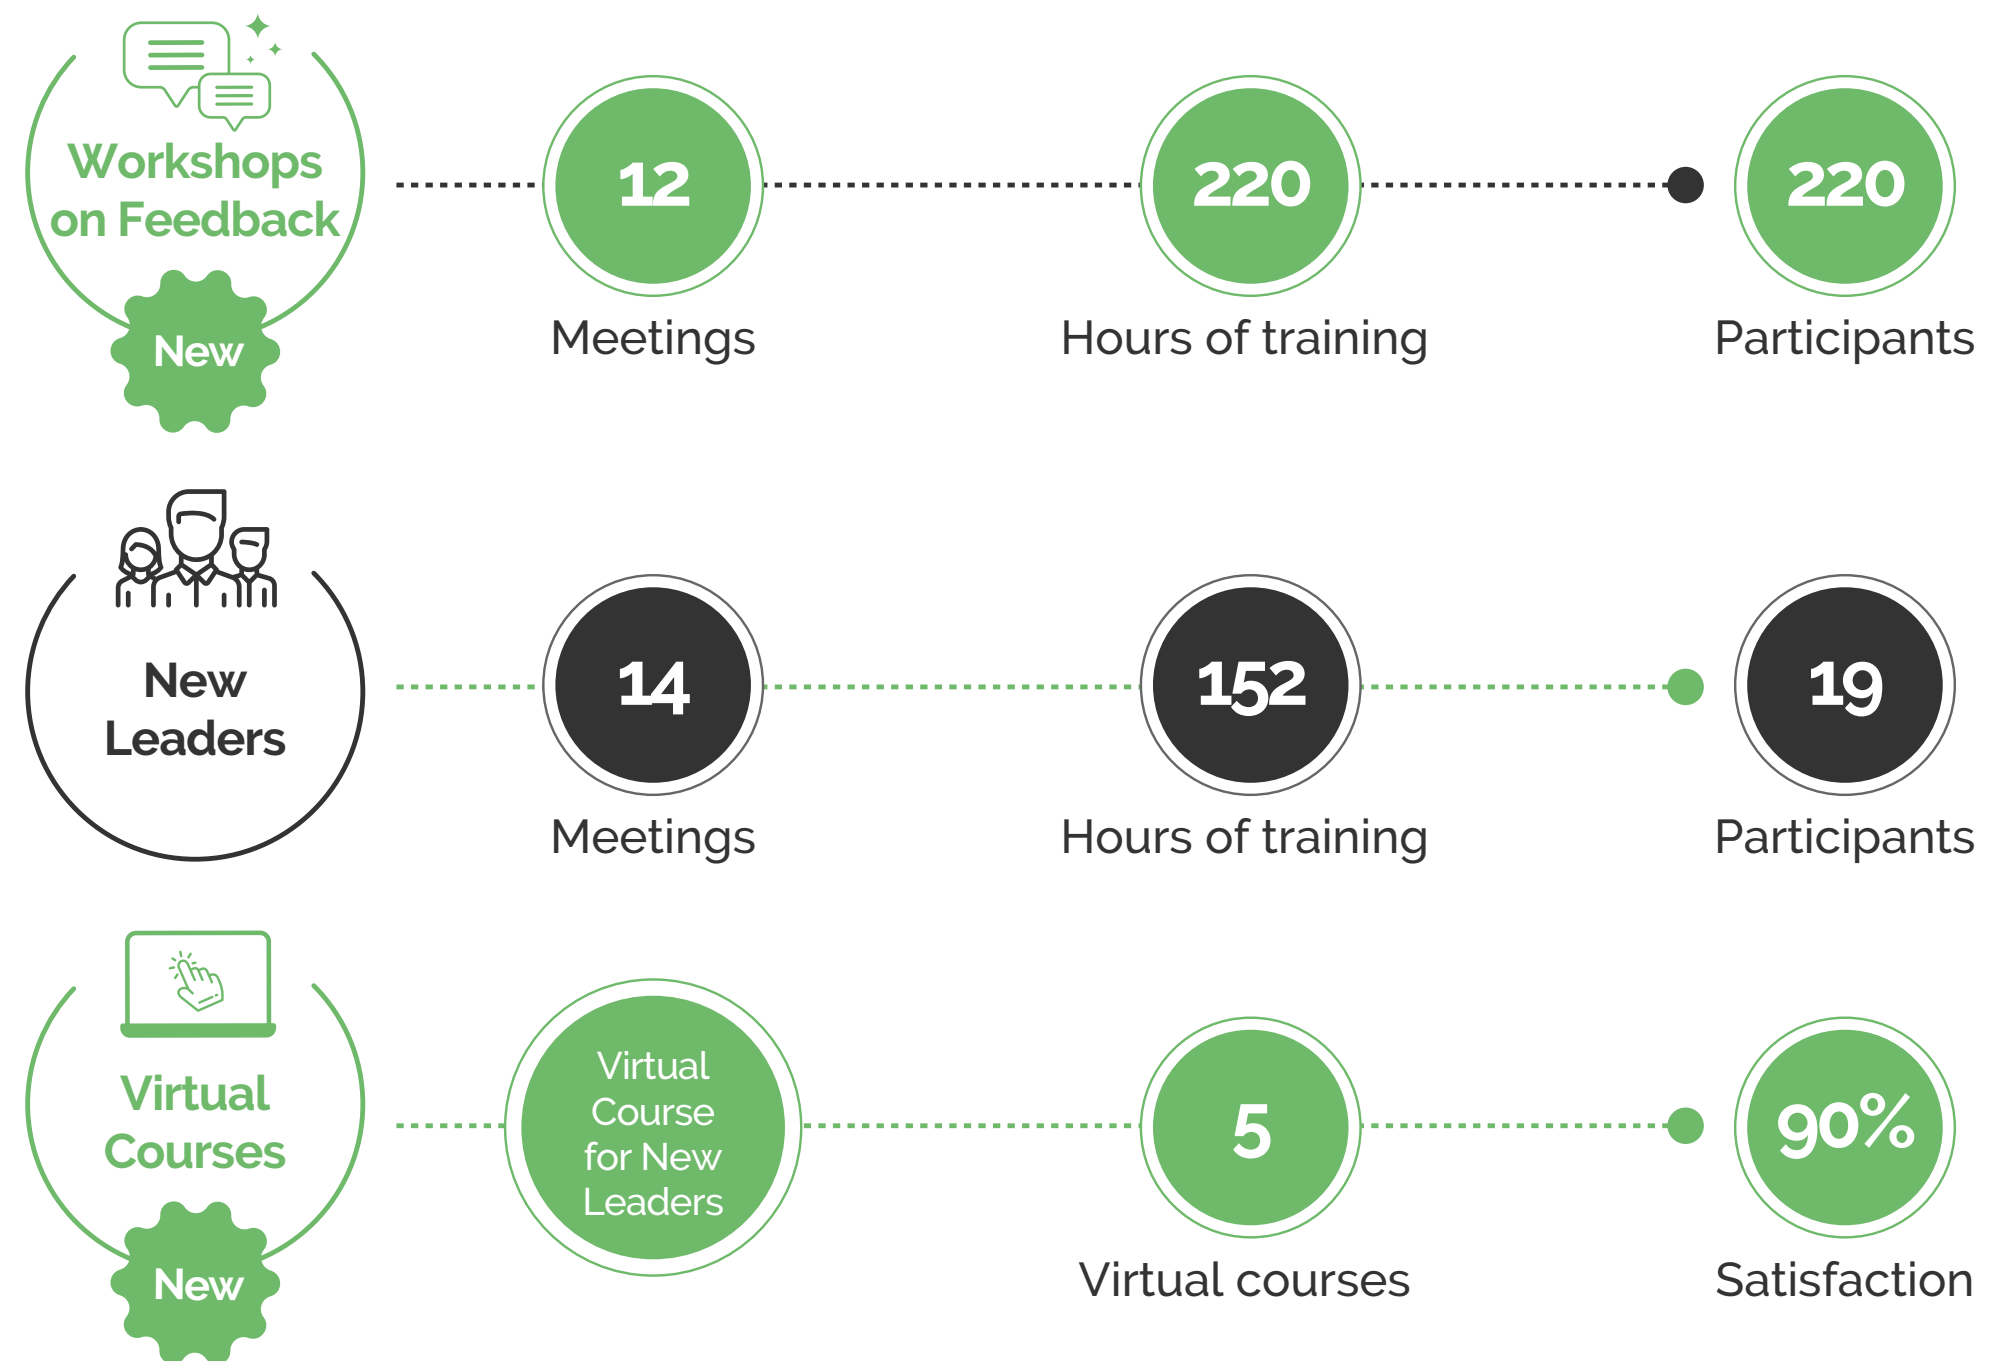 Workshops
on Feedback
New
12
Meetings
220
Hours of training
220
Participants
New
Leaders
14
Meetings
152
Hours of training
19
Participants
Virtual
Courses
New
Virtual
Course
for New
Leaders
5
Virtual courses
90%
Satisfaction